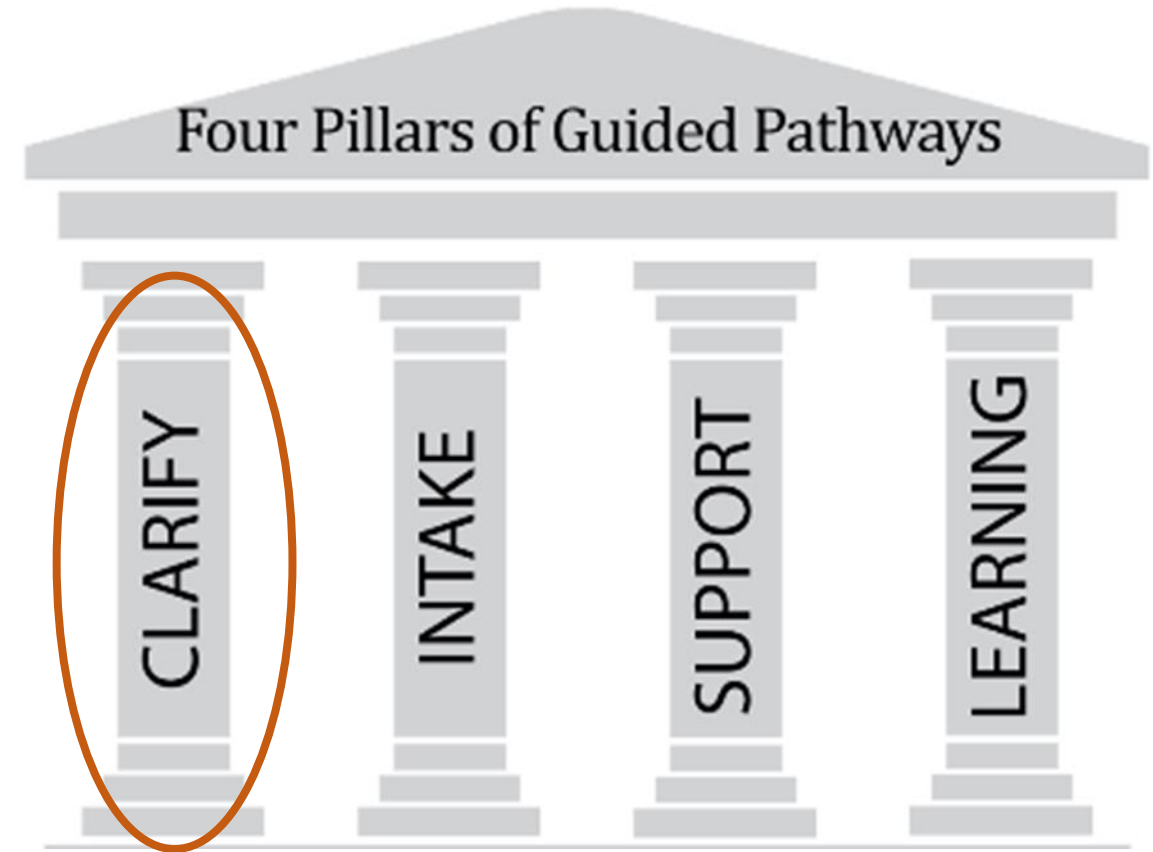 Four Pillars of Guided Pathways
CLARIFY
INTAKE
SUPPORT
LEARNING